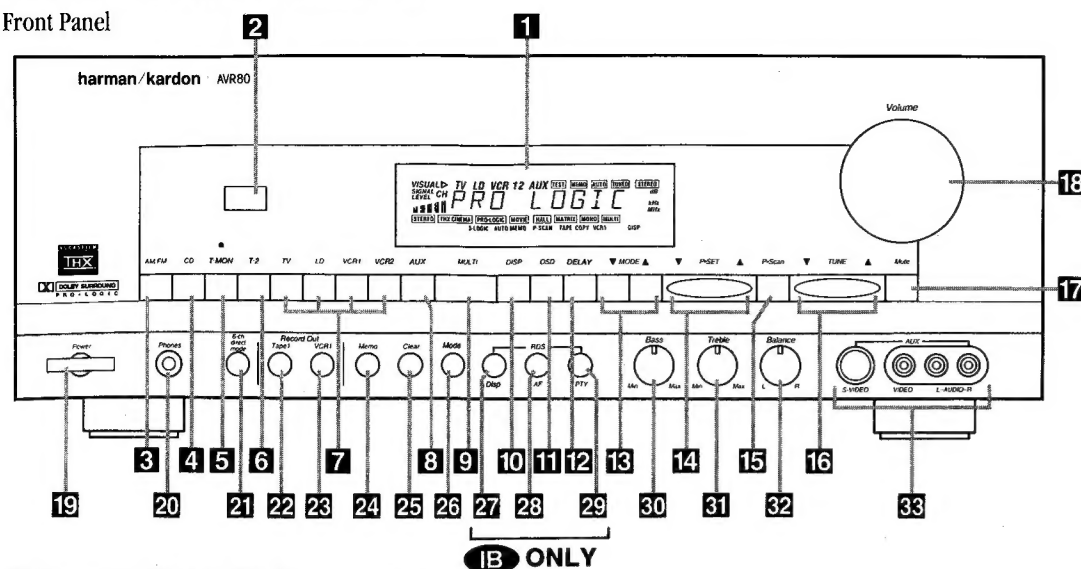 Front Panel
2
1
harman/kardon AVR80
Volume
VISUAL TV LD VCR 12 AUX TEST MEMO AUTO TUNED STEREO
SIGNAL LEVEL CH PRO LOGIC dB kHz MHz
STEREO THX CINEMA PRO-LOGIC MOVIE HALL MATRIX MONO MULTI
3-LOGIC AUTO MEMO P-SCAN TAPE COPY VCR1 DISP
18
LUCASFILM
THX
DOLBY SURROUND
PRO·LOGIC
AM/FM CD T-MON T-2 TV LD VCR1 VCR2 AUX MULTI DISP OSD DELAY ▼ MODE ▲ ▼ P-SET ▲ P-Scan ▼ TUNE ▲ Mute
17
Power Phones 6-ch direct mode Record Out Tape1 VCR1 Memo Clear Mode RDS Disp AF PTY
Bass Min Max Treble Min Max Balance L R AUX S-VIDEO VIDEO L-AUDIO-R
3 4 5 6 7 8 9 10 11 12 13 14 15 16
19 20 21 22 23 24 25 26 27 28 29 30 31 32 33
IB ONLY